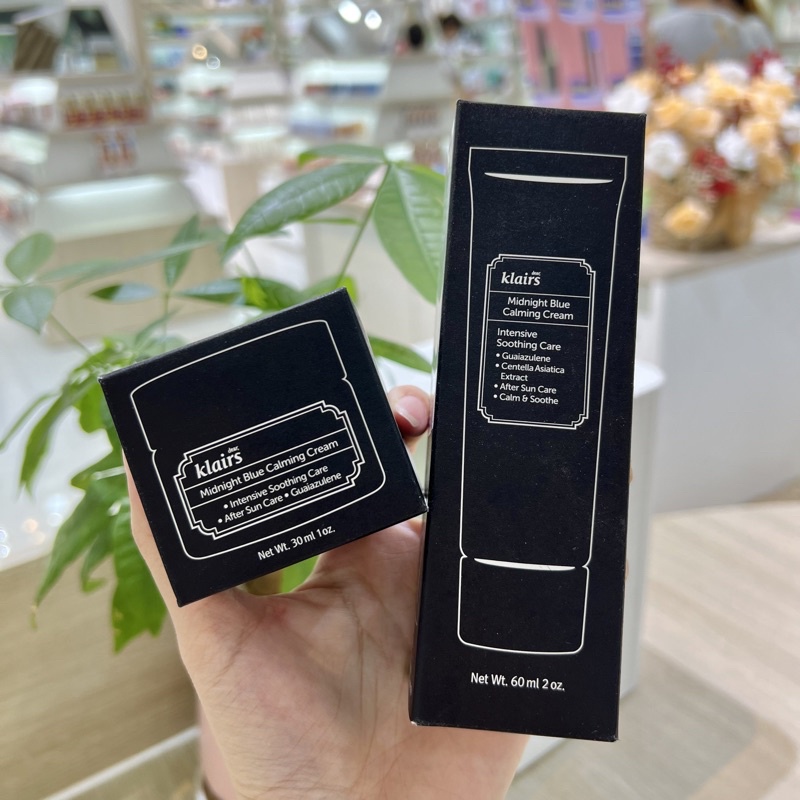 dear,
klairs
Midnight Blue Calming Cream
• Intensive Soothing Care
• After Sun Care • Guaiazulene
Net Wt. 30 ml 1 oz.
dear,
klairs
Midnight Blue
Calming Cream
Intensive
Soothing Care
• Guaiazulene
• Centella Asiatica
Extract
• After Sun Care
• Calm & Soothe
Net Wt. 60 ml 2 oz.